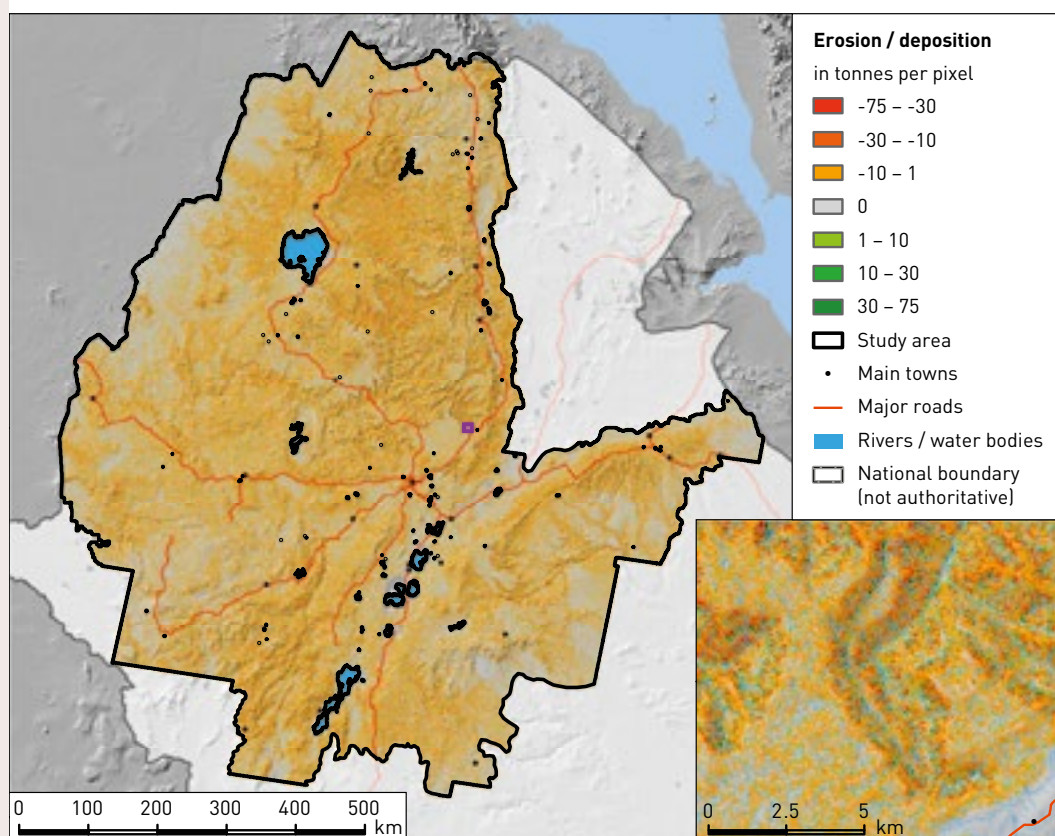 Erosion / deposition
in tonnes per pixel
-75 – -30
-30 – -10
-10 – 1
0
1 – 10
10 – 30
30 – 75
Study area
Main towns
Major roads
Rivers / water bodies
National boundary
(not authoritative)
0 100 200 300 400 500
km
0 2.5 5
km